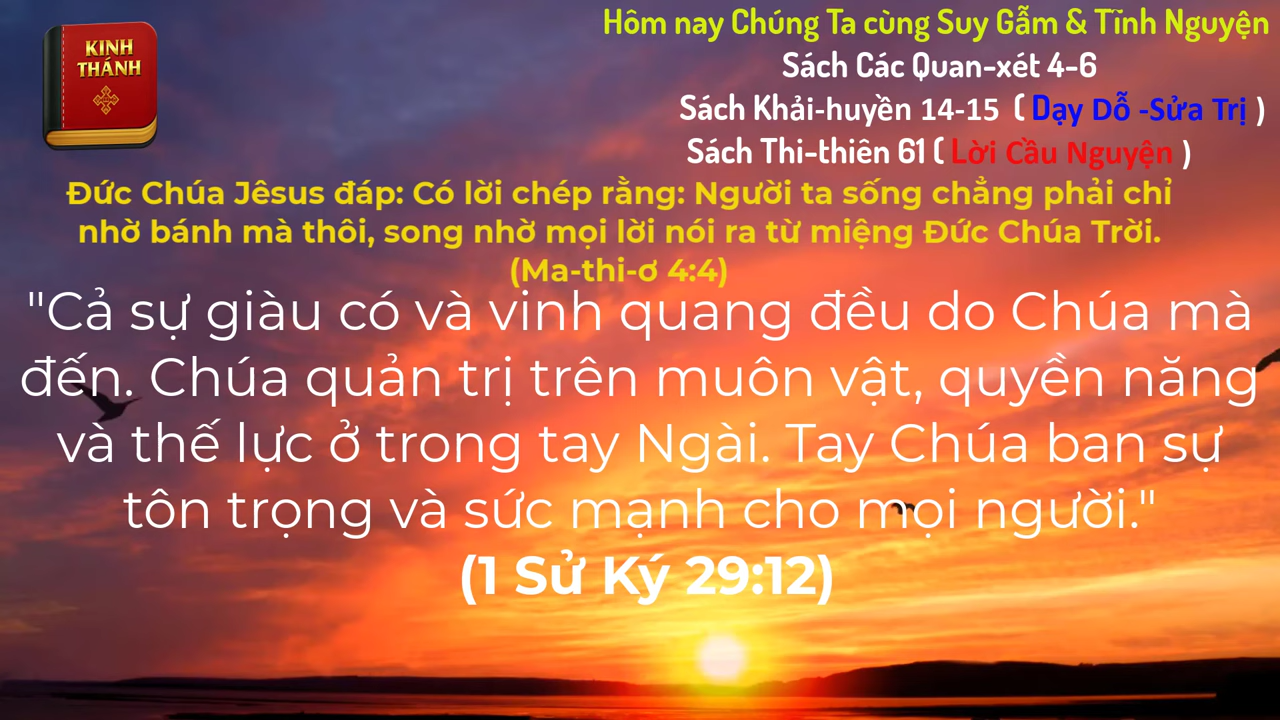 KINH
THÁNH
Hôm nay Chúng Ta cùng Suy Gẫm & Tĩnh Nguyện
Sách Các Quan-xét 4-6
Sách Khải-huyền 14-15 ( Dạy Dỗ -Sửa Trị )
Sách Thi-thiên 61 ( Lời Cầu Nguyện )
Đức Chúa Jêsus đáp: Có lời chép rằng: Người ta sống chẳng phải chỉ
nhờ bánh mà thôi, song nhờ mọi lời nói ra từ miệng Đức Chúa Trời.
(Ma-thi-ơ 4:4)
"Cả sự giàu có và vinh quang đều do Chúa mà
đến. Chúa quản trị trên muôn vật, quyền năng
và thế lực ở trong tay Ngài. Tay Chúa ban sự
tôn trọng và sức mạnh cho mọi người."
(1 Sử Ký 29:12)